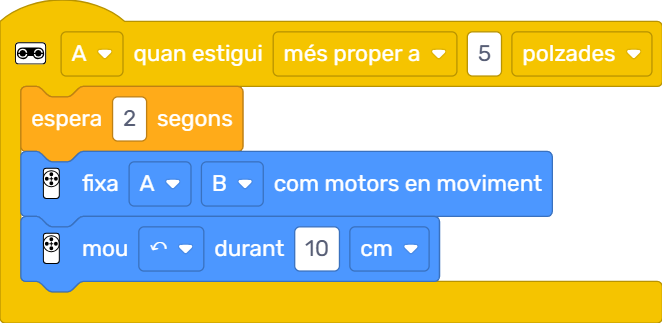 A quan estigui més proper a 5 polzades
espera 2 segons
fixa A B com motors en moviment
mou durant 10 cm